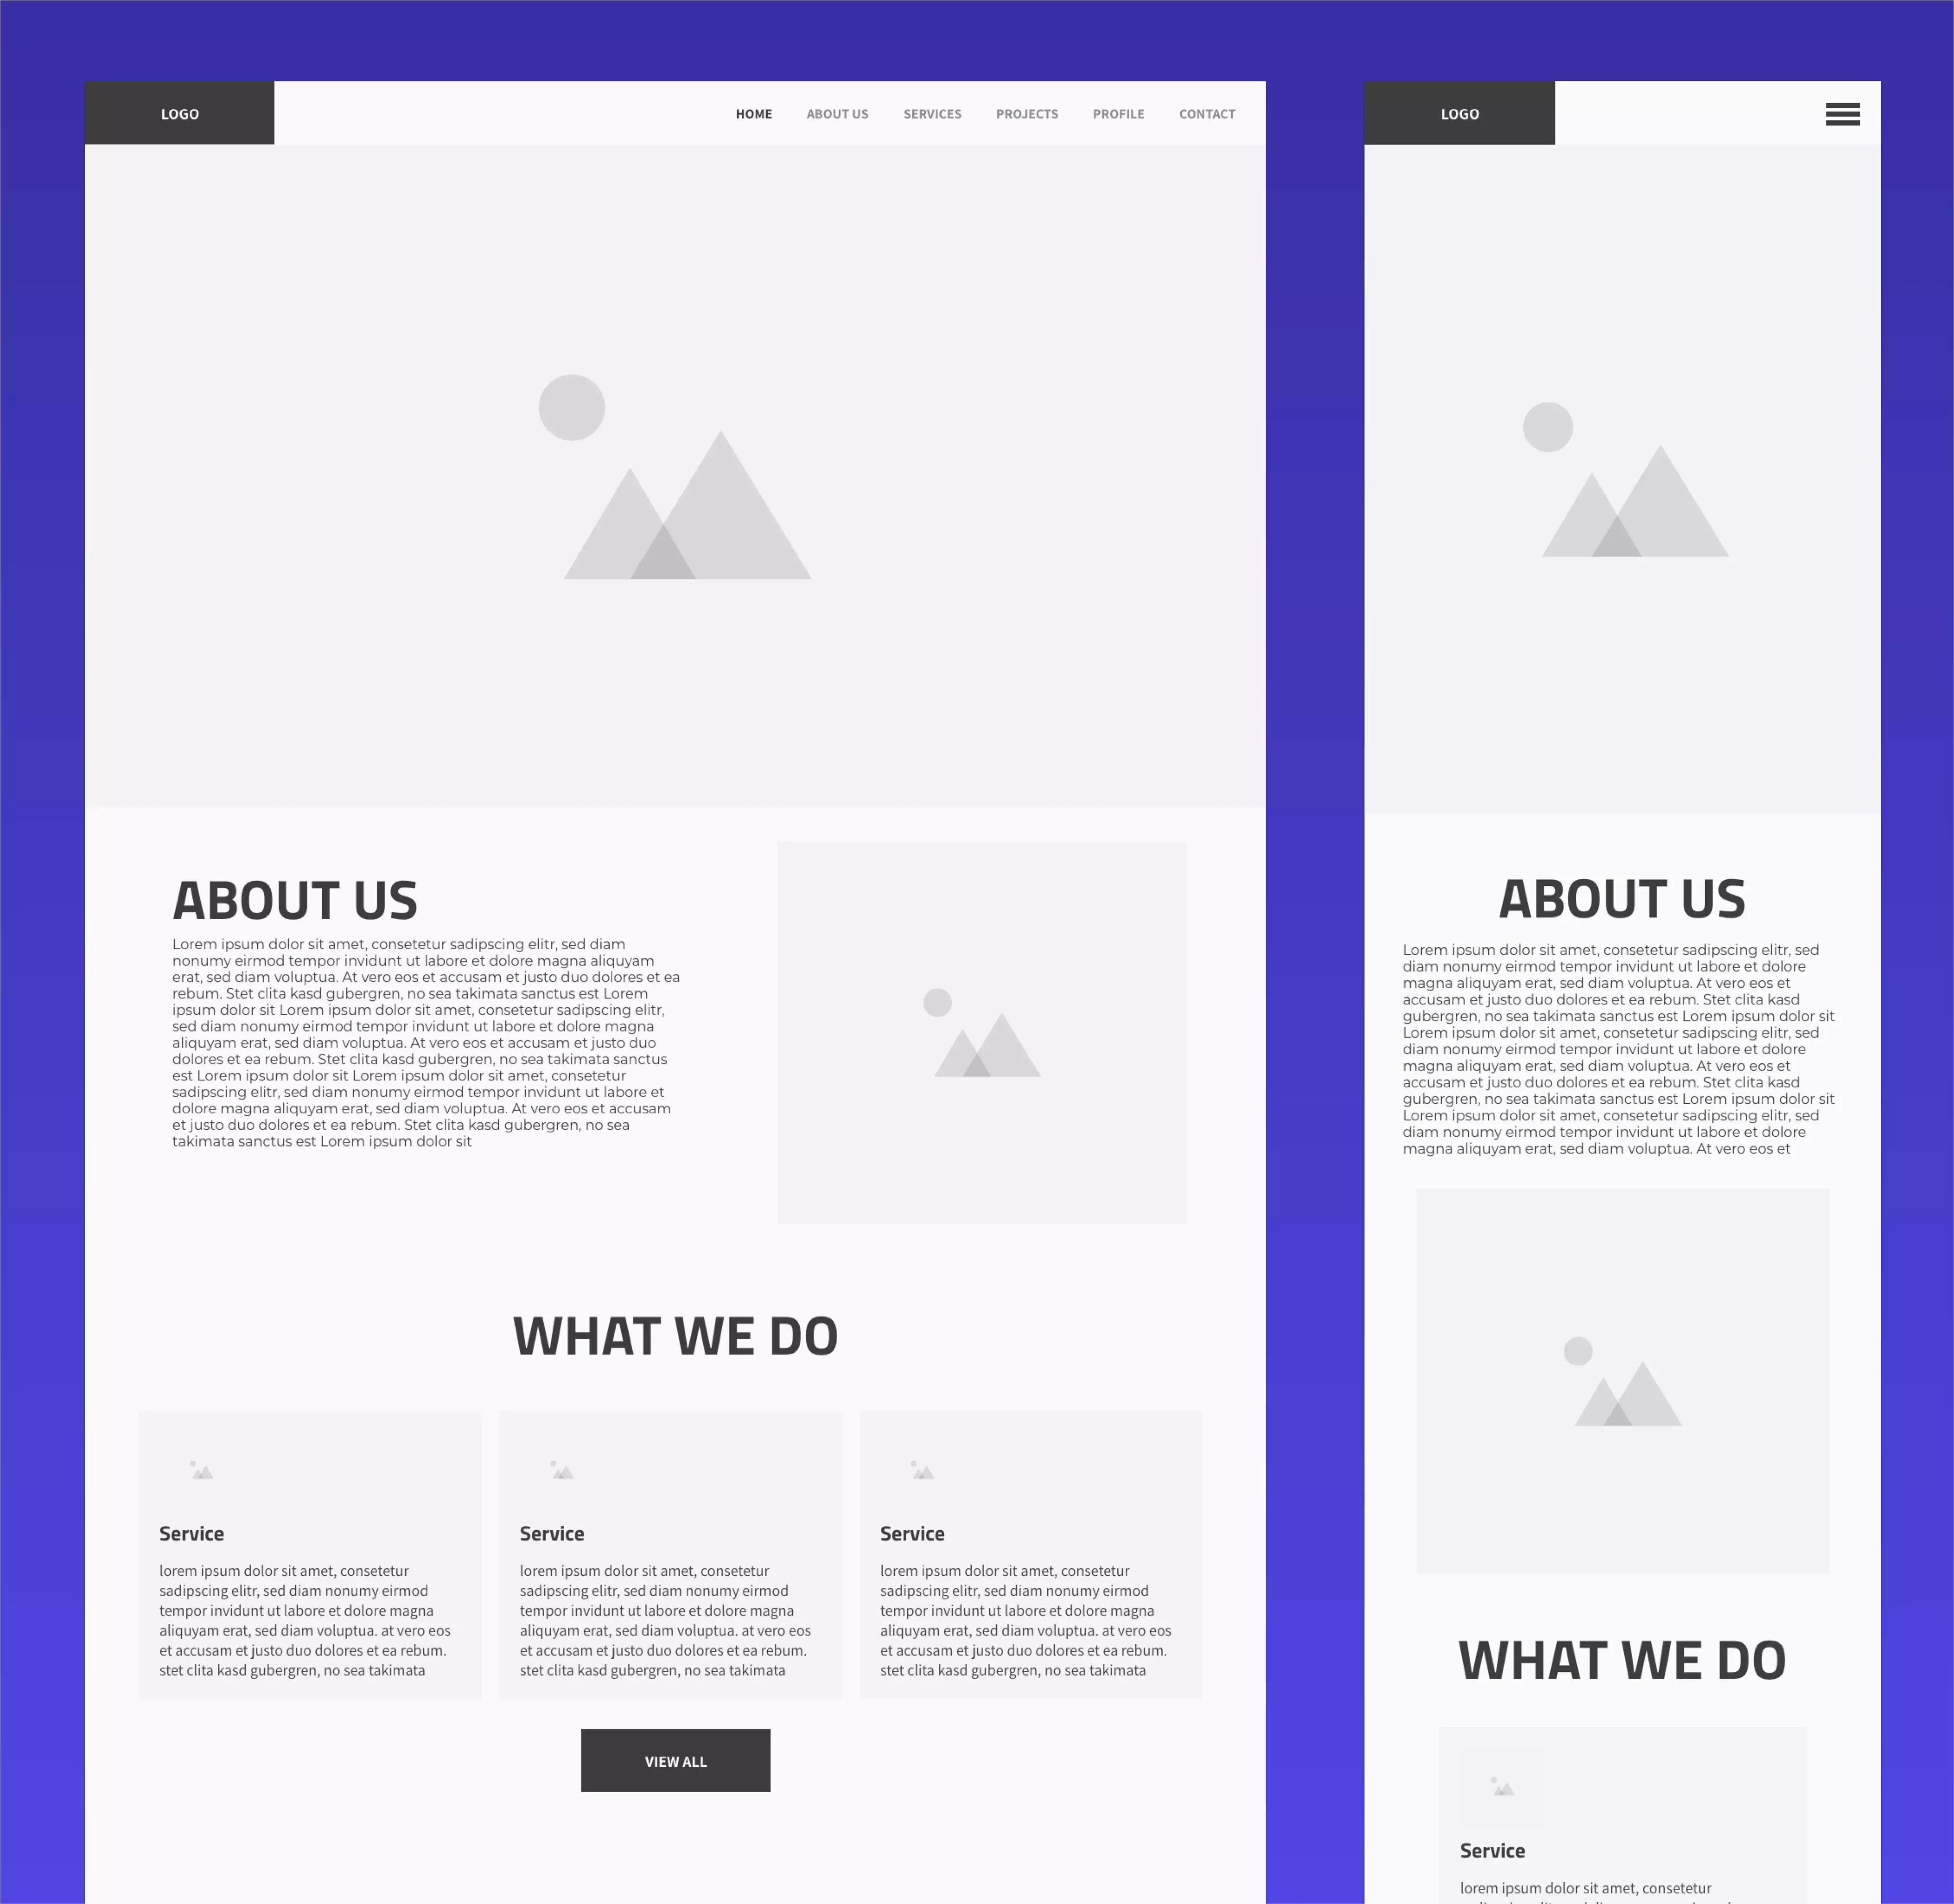 LOGO
HOME
ABOUT US
SERVICES
PROJECTS
PROFILE
CONTACT
ABOUT US
Lorem ipsum dolor sit amet, consetetur sadipscing elitr, sed diam
nonumy eirmod tempor invidunt ut labore et dolore magna aliquyam
erat, sed diam voluptua. At vero eos et accusam et justo duo dolores et ea
rebum. Stet clita kasd gubergren, no sea takimata sanctus est Lorem
ipsum dolor sit Lorem ipsum dolor sit amet, consetetur sadipscing elitr,
sed diam nonumy eirmod tempor invidunt ut labore et dolore magna
aliquyam erat, sed diam voluptua. At vero eos et accusam et justo duo
dolores et ea rebum. Stet clita kasd gubergren, no sea takimata sanctus
est Lorem ipsum dolor sit Lorem ipsum dolor sit amet, consetetur
sadipscing elitr, sed diam nonumy eirmod tempor invidunt ut labore et
dolore magna aliquyam erat, sed diam voluptua. At vero eos et accusam
et justo duo dolores et ea rebum. Stet clita kasd gubergren, no sea
takimata sanctus est Lorem ipsum dolor sit
WHAT WE DO
Service
lorem ipsum dolor sit amet, consetetur
sadipscing elitr, sed diam nonumy eirmod
tempor invidunt ut labore et dolore magna
aliquyam erat, sed diam voluptua. at vero eos
et accusam et justo duo dolores et ea rebum.
stet clita kasd gubergren, no sea takimata
Service
lorem ipsum dolor sit amet, consetetur
sadipscing elitr, sed diam nonumy eirmod
tempor invidunt ut labore et dolore magna
aliquyam erat, sed diam voluptua. at vero eos
et accusam et justo duo dolores et ea rebum.
stet clita kasd gubergren, no sea takimata
Service
lorem ipsum dolor sit amet, consetetur
sadipscing elitr, sed diam nonumy eirmod
tempor invidunt ut labore et dolore magna
aliquyam erat, sed diam voluptua. at vero eos
et accusam et justo duo dolores et ea rebum.
stet clita kasd gubergren, no sea takimata
VIEW ALL
LOGO
ABOUT US
Lorem ipsum dolor sit amet, consetetur sadipscing elitr, sed
diam nonumy eirmod tempor invidunt ut labore et dolore
magna aliquyam erat, sed diam voluptua. At vero eos et
accusam et justo duo dolores et ea rebum. Stet clita kasd
gubergren, no sea takimata sanctus est Lorem ipsum dolor sit
Lorem ipsum dolor sit amet, consetetur sadipscing elitr, sed
diam nonumy eirmod tempor invidunt ut labore et dolore
magna aliquyam erat, sed diam voluptua. At vero eos et
accusam et justo duo dolores et ea rebum. Stet clita kasd
gubergren, no sea takimata sanctus est Lorem ipsum dolor sit
Lorem ipsum dolor sit amet, consetetur sadipscing elitr, sed
diam nonumy eirmod tempor invidunt ut labore et dolore
magna aliquyam erat, sed diam voluptua. At vero eos et
WHAT WE DO
Service
lorem ipsum dolor sit amet, consetetur